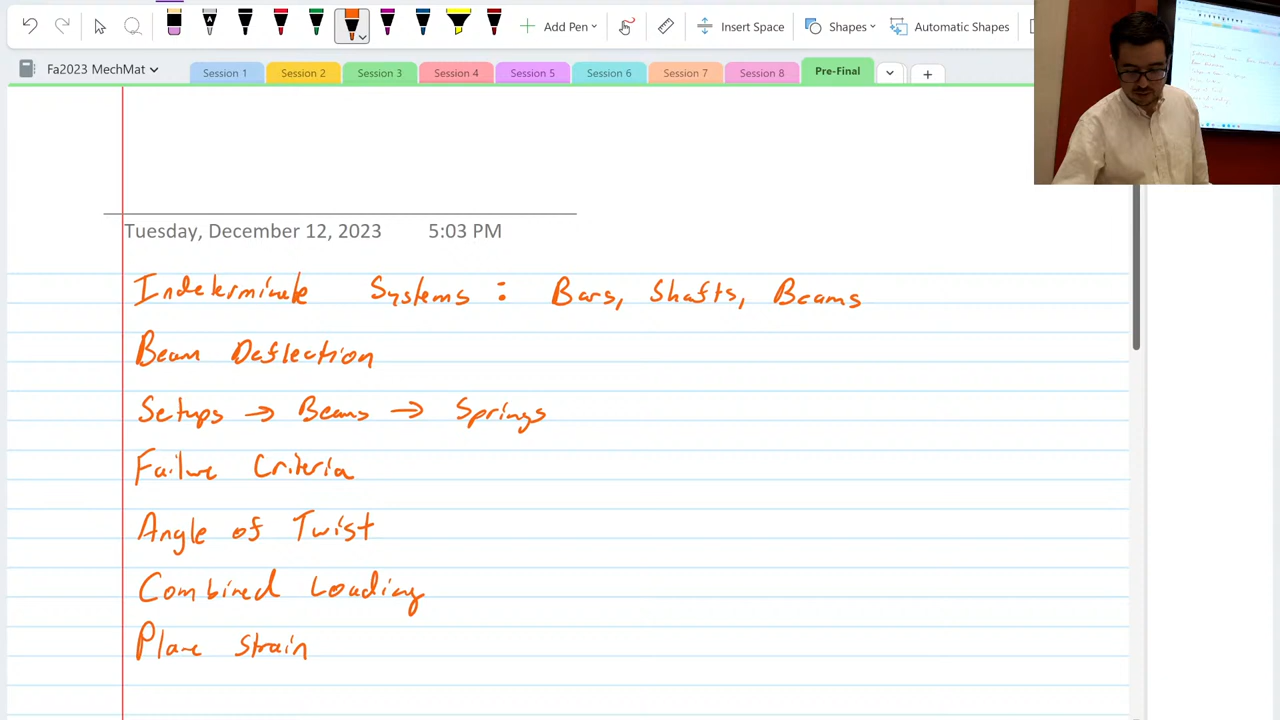 Add Pen
Insert Space
Shapes
Automatic Shapes
Fa2023 MechMat
Session 1
Session 2
Session 3
Session 4
Session 5
Session 6
Session 7
Session 8
Pre-Final
Tuesday, December 12, 2023 5:03 PM
Indeterminate Systems : Bars, Shafts, Beams
Beam Deflection
Setups → Beams → Springs
Failure Criteria
Angle of Twist
Combined Loading
Plane Strain